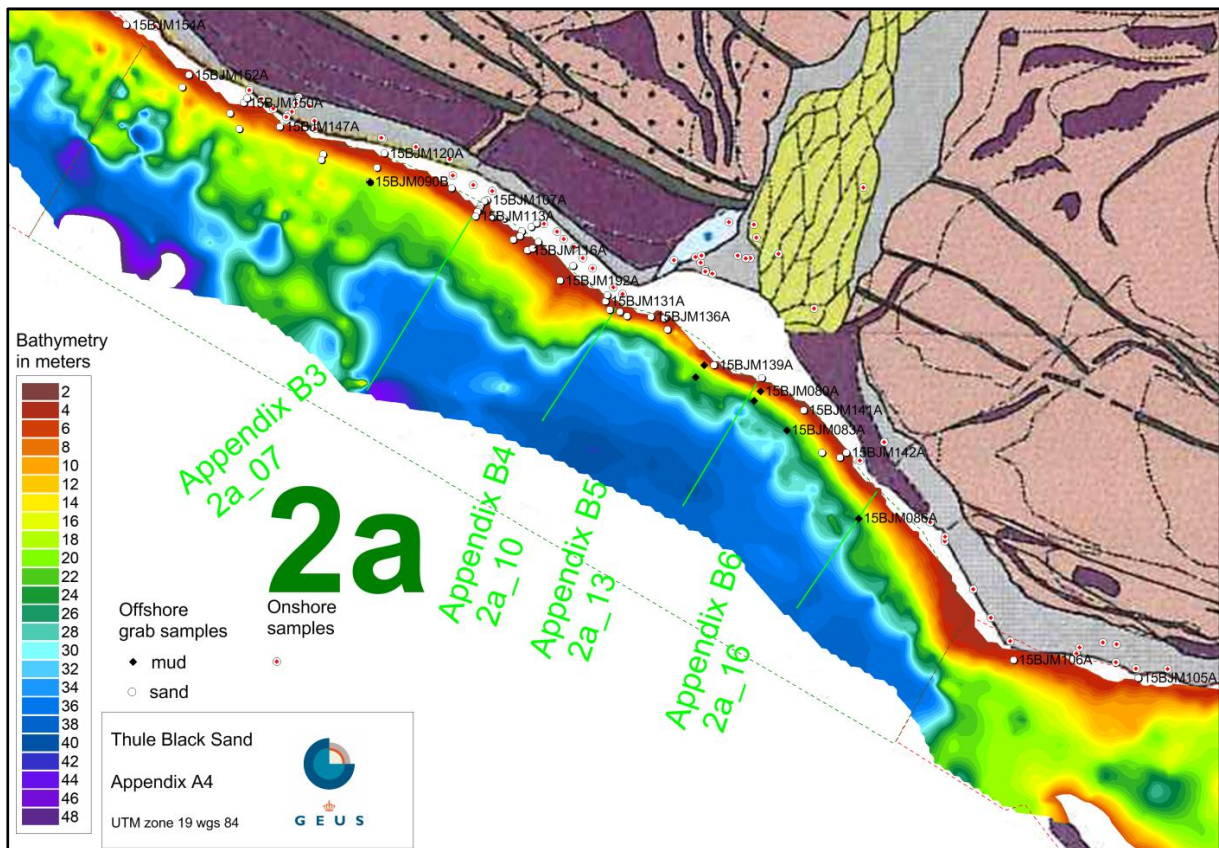 15BJM154A
15BJM152A
15BJM150A
15BJM147A
15BJM120A
15BJM090B
15BJM107A
15BJM113A
15BJM116A
15BJM192A
15BJM131A
15BJM136A
15BJM139A
15BJM080A
15BJM141A
15BJM083A
15BJM142A
15BJM086A
15BJM106A
15BJM105A
Bathymetry
in meters
2
4
6
8
10
12
14
16
18
20
22
24
26
28
30
32
34
36
38
40
42
44
46
48
Appendix B3
2a_07
2a
Appendix B4
2a_10
Appendix B5
2a_13
Appendix B6
2a_16
Offshore
grab samples
mud
sand
Onshore
samples
Thule Black Sand
Appendix A4
UTM zone 19 wgs 84
GEUS